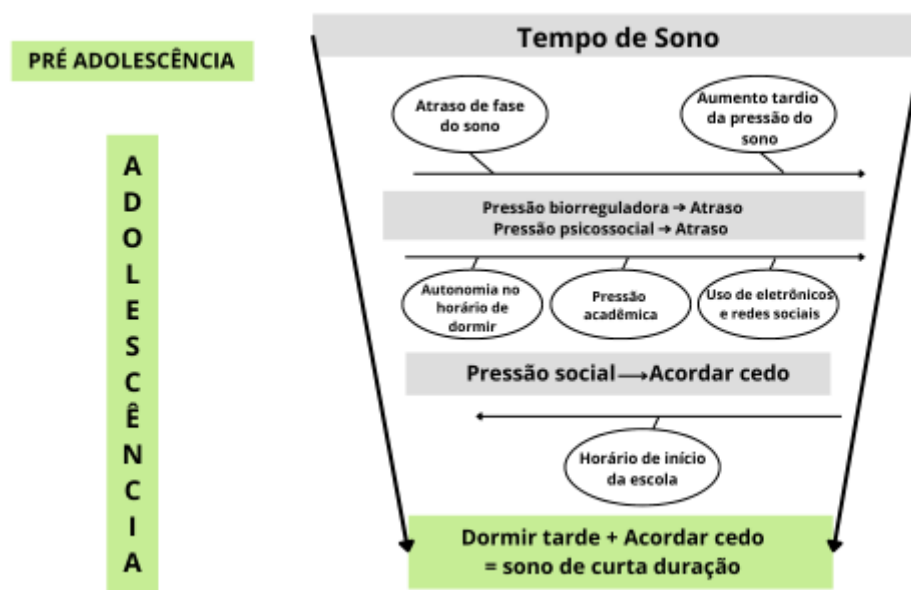 PRÉ ADOLESCÊNCIA
ADOLESCÊNCIA
Tempo de Sono
Atraso de fase
do sono
Aumento tardio
da pressão do
sono
Pressão biorreguladora → Atraso
Pressão psicossocial → Atraso
Autonomia no
horário de
dormir
Pressão
acadêmica
Uso de eletrônicos
e redes sociais
Pressão social → Acordar cedo
Horário de início
da escola
Dormir tarde + Acordar cedo
= sono de curta duração